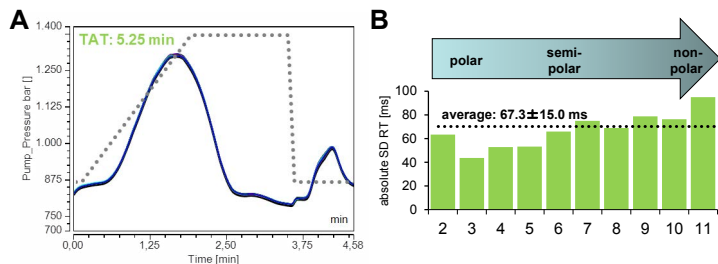 A
TAT: 5.25 min
Pump_Pressure bar []
1.400
1.250
1.125
1.000
875
750
700
min
0,00
1,25
2,50
3,75
4,58
Time [min]
B
polar
semi-
polar
non-
polar
absolute SD RT [ms]
100
80
60
40
20
0
average: 67.3±15.0 ms
2 3 4 5 6 7 8 9 10 11